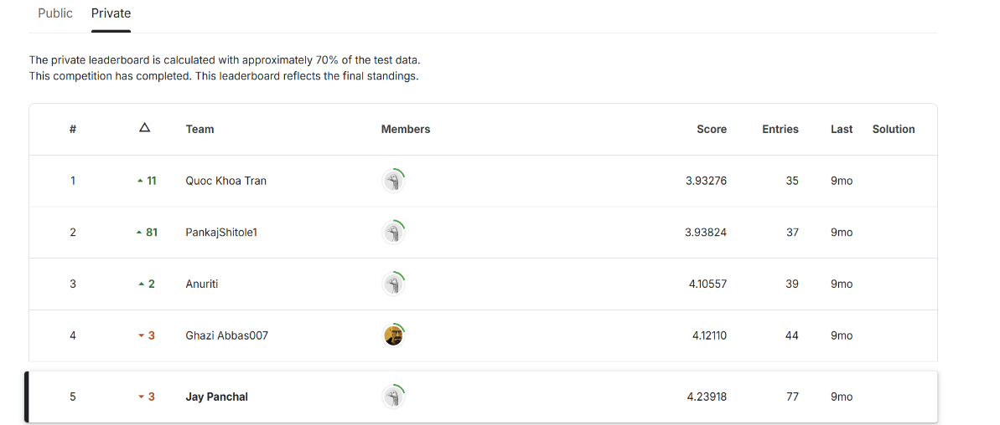 Public Private
The private leaderboard is calculated with approximately 70% of the test data.
This competition has completed. This leaderboard reflects the final standings.
# △ Team Members Score Entries Last Solution
1 11 Quoc Khoa Tran 3.93276 35 9mo
2 81 PankajShitole1 3.93824 37 9mo
3 2 Anuriti 4.10557 39 9mo
4 3 Ghazi Abbas007 4.12110 44 9mo
5 3 Jay Panchal 4.23918 77 9mo